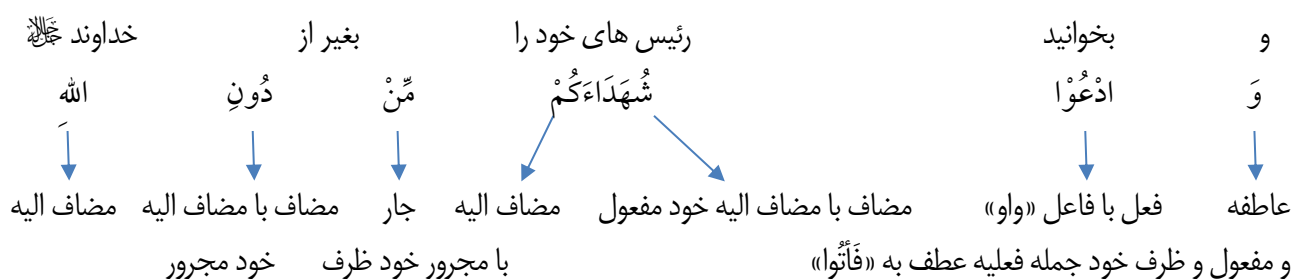 و بخوانید رئیس های خود را بغیر از خداوند ﷻ
وَ ادْعُوْا شُهَدَاءَكُمْ مِّنْ دُونِ اللهِ
عاطفه فعل با فاعل «واو» مضاف با مضاف الیه خود مفعول مضاف الیه جار مضاف با مضاف الیه مضاف الیه
و مفعول و ظرف خود جمله فعلیه عطف به «فَأتُوا» با مجرور خود ظرف خود مجرور